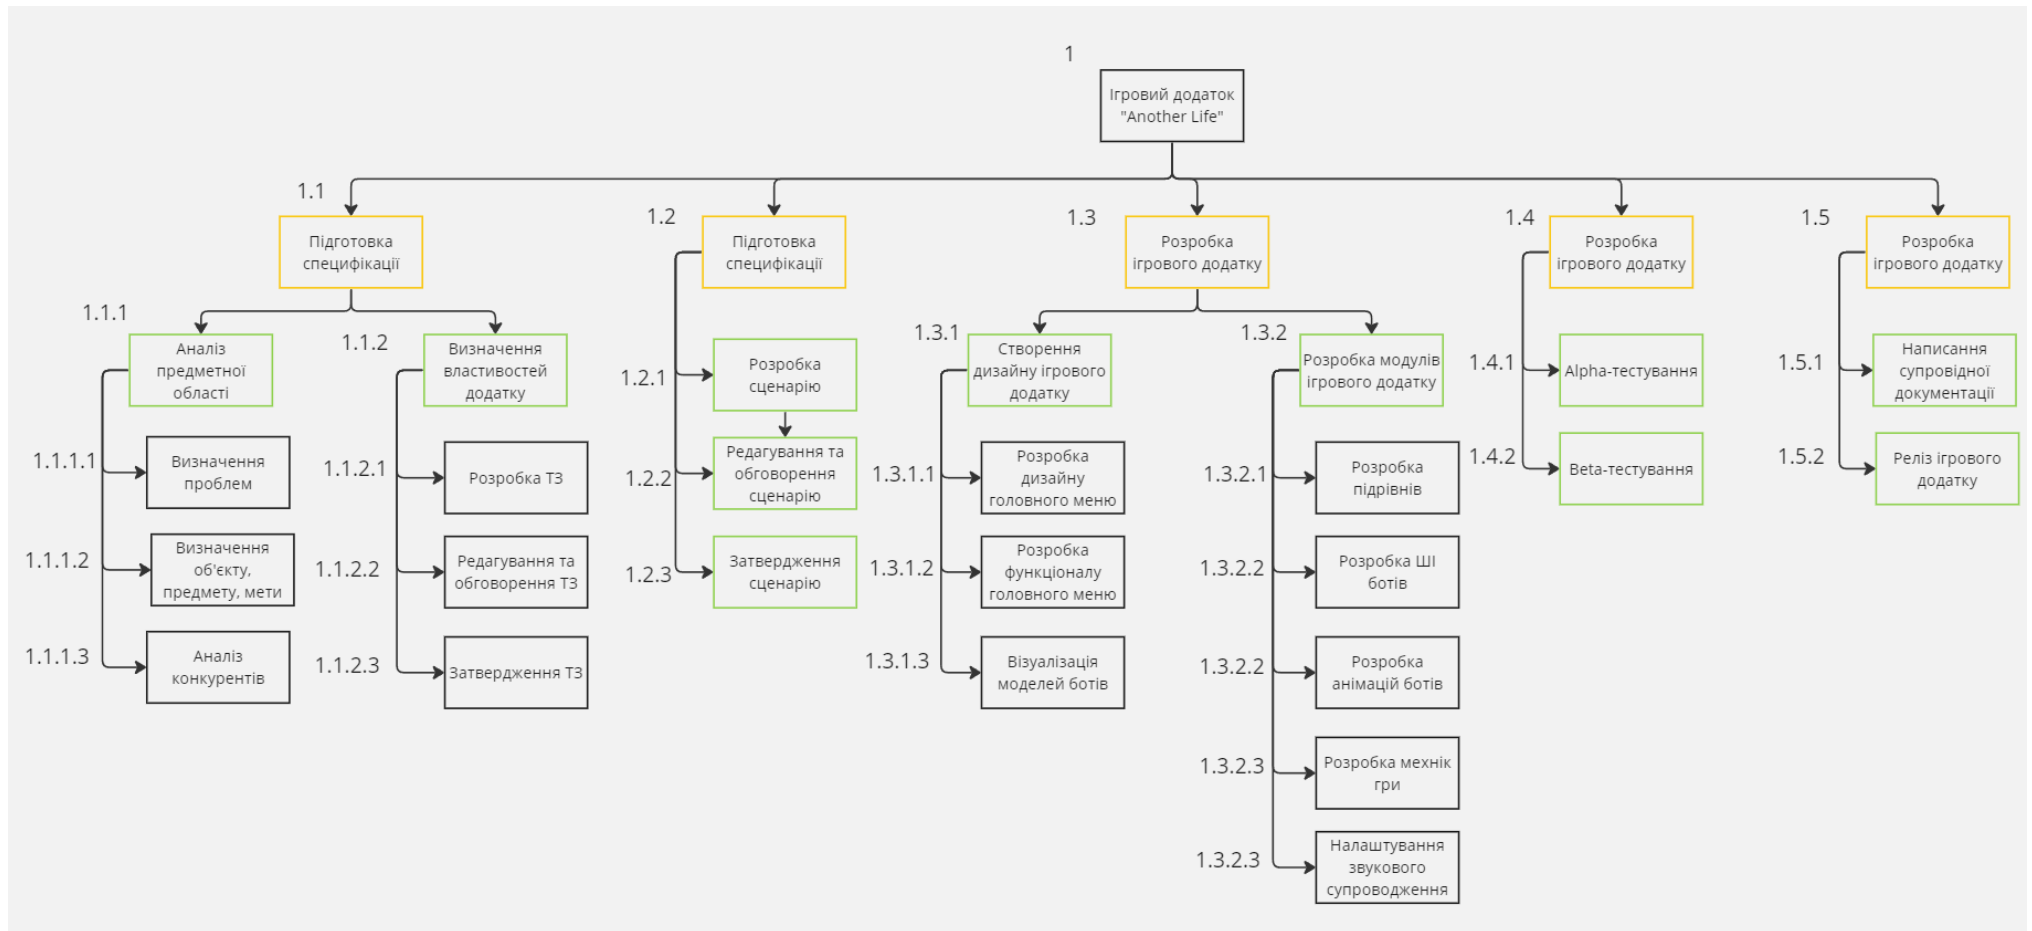 1
Ігровий додаток
"Another Life"
1.1
Підготовка
специфікації
1.2
Підготовка
специфікації
1.3
Розробка
ігрового додатку
1.4
Розробка
ігрового додатку
1.5
Розробка
ігрового додатку
1.1.1
Аналіз
предметної
області
1.1.1.1
Визначення
проблем
1.1.1.2
Визначення
об'єкту,
предмету, мети
1.1.1.3
Аналіз
конкурентів
1.1.2
Визначення
властивостей
додатку
1.1.2.1
Розробка ТЗ
1.1.2.2
Редагування та
обговорення ТЗ
1.1.2.3
Затвердження ТЗ
1.2.1
Розробка
сценарію
1.2.2
Редагування та
обговорення
сценарію
1.2.3
Затвердження
сценарію
1.3.1
Створення
дизайну ігрового
додатку
1.3.1.1
Розробка
дизайну
головного меню
1.3.1.2
Розробка
функціоналу
головного меню
1.3.1.3
Візуалізація
моделей ботів
1.3.2
Розробка модулів
ігрового додатку
1.3.2.1
Розробка
підрівнів
1.3.2.2
Розробка ШІ
ботів
1.3.2.2
Розробка
анімацій ботів
1.3.2.3
Розробка мехнік
гри
1.3.2.3
Налаштування
звукового
супроводження
1.4.1
Alpha-тестування
1.4.2
Beta-тестування
1.5.1
Написання
супровідної
документації
1.5.2
Реліз ігрового
додатку